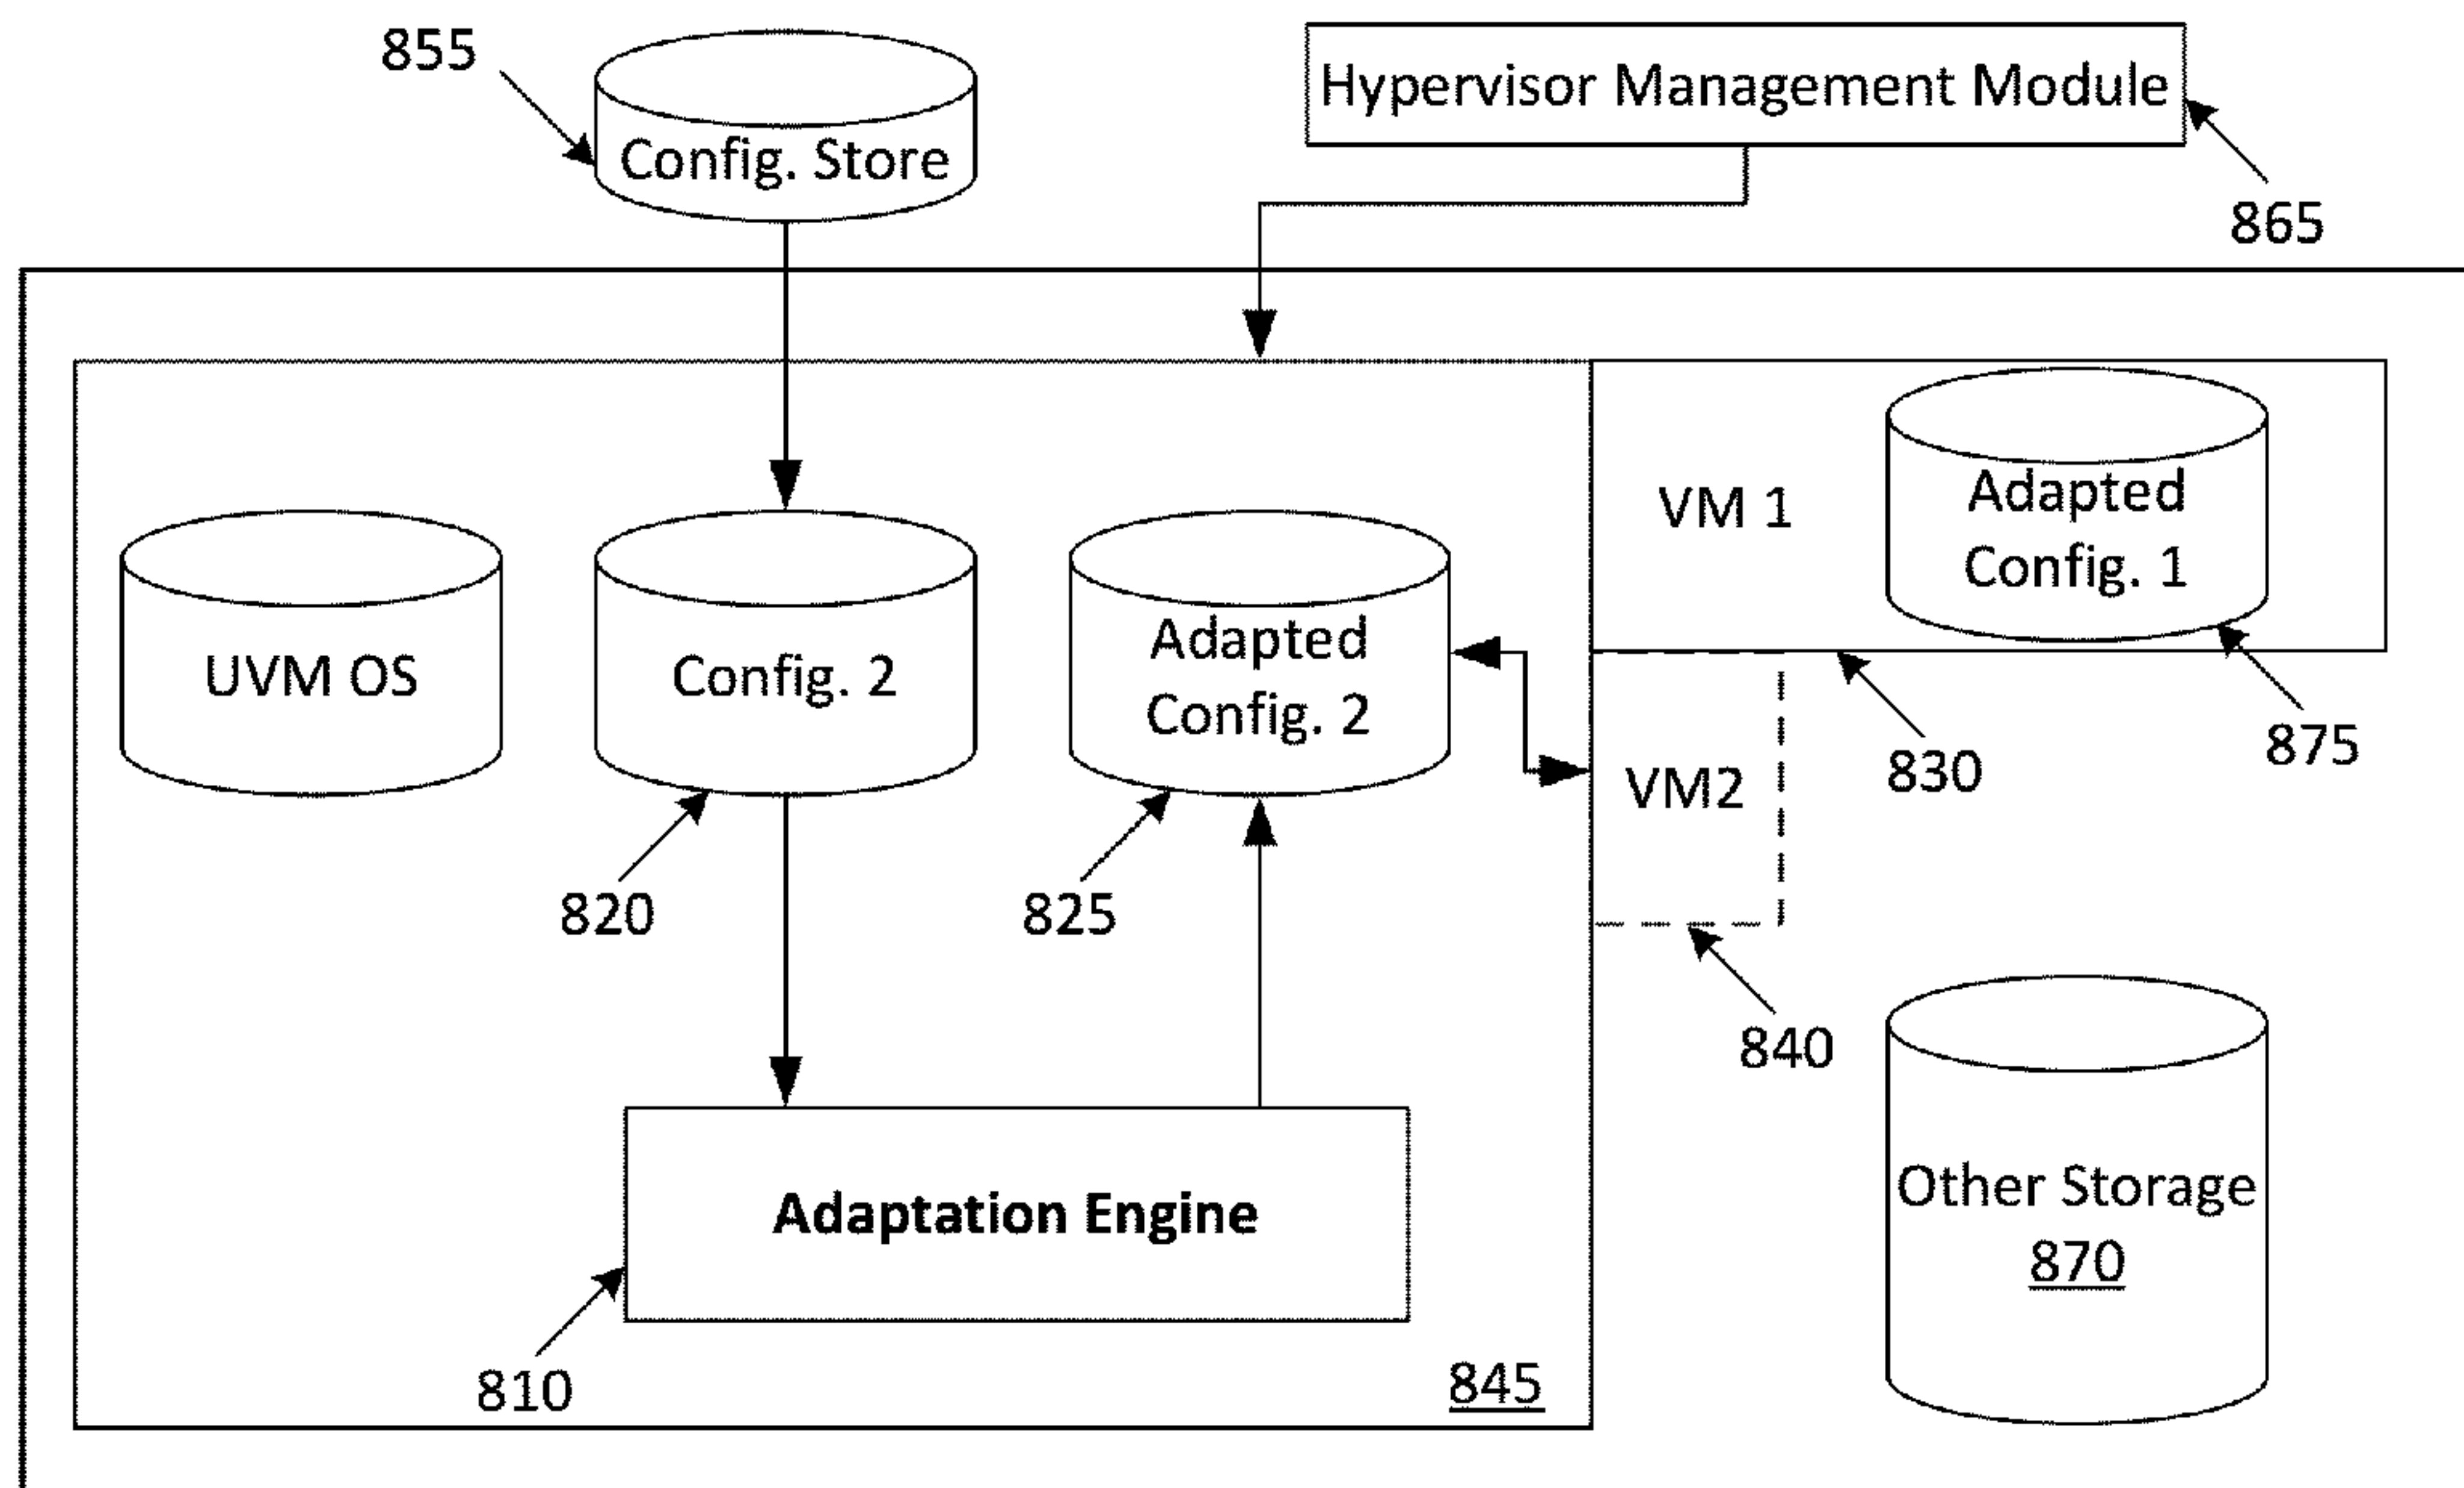 855
Config. Store
Hypervisor Management Module
865
UVM OS
Config. 2
Adapted
Config. 2
VM 1
Adapted
Config. 1
875
830
VM2
820
825
840
Adaptation Engine
810
845
Other Storage
870